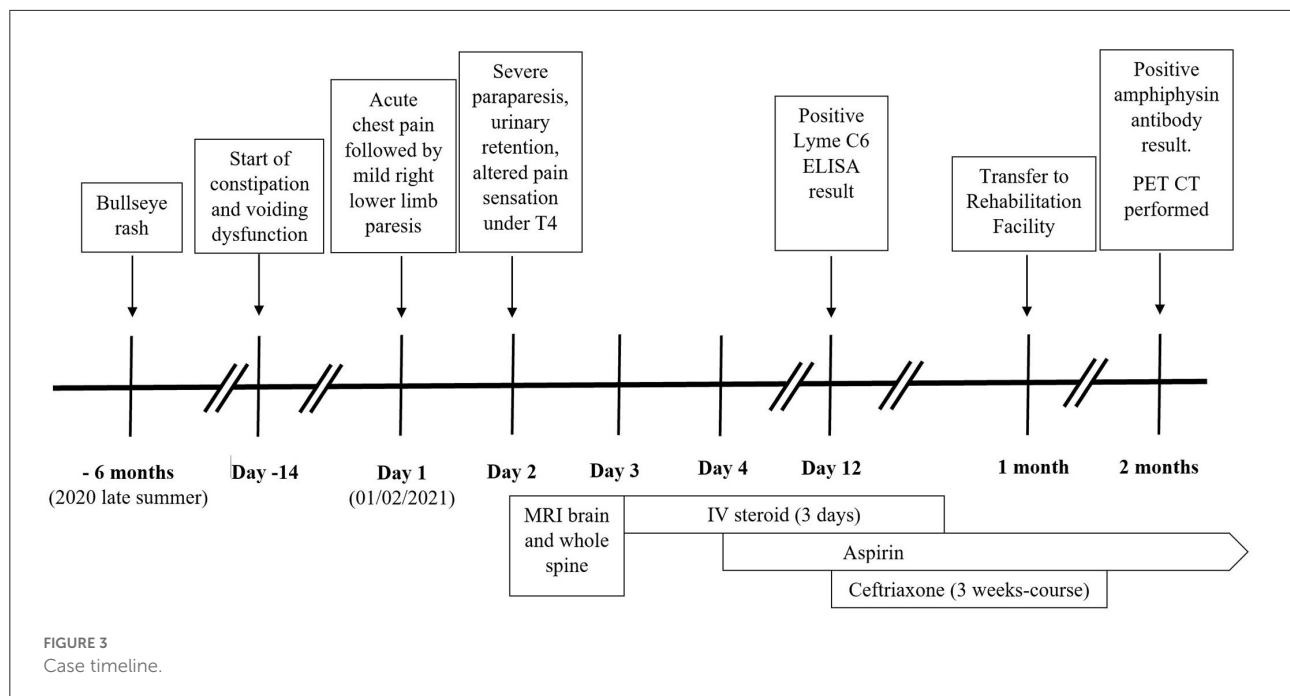 Bullseye
rash
Start of
constipation
and voiding
dysfunction
Acute
chest pain
followed by
mild right
lower limb
paresis
Severe
paraparesis,
urinary
retention,
altered pain
sensation
under T4
Positive
Lyme C6
ELISA
result
Transfer to
Rehabilitation
Facility
Positive
amphiphysin
antibody
result.
PET CT
performed
- 6 months
(2020 late summer)
Day -14
Day 1
(01/02/2021)
Day 2
Day 3
Day 4
Day 12
1 month
2 months
MRI brain
and whole
spine
IV steroid (3 days)
Aspirin
Ceftriaxone (3 weeks-course)
FIGURE 3
Case timeline.